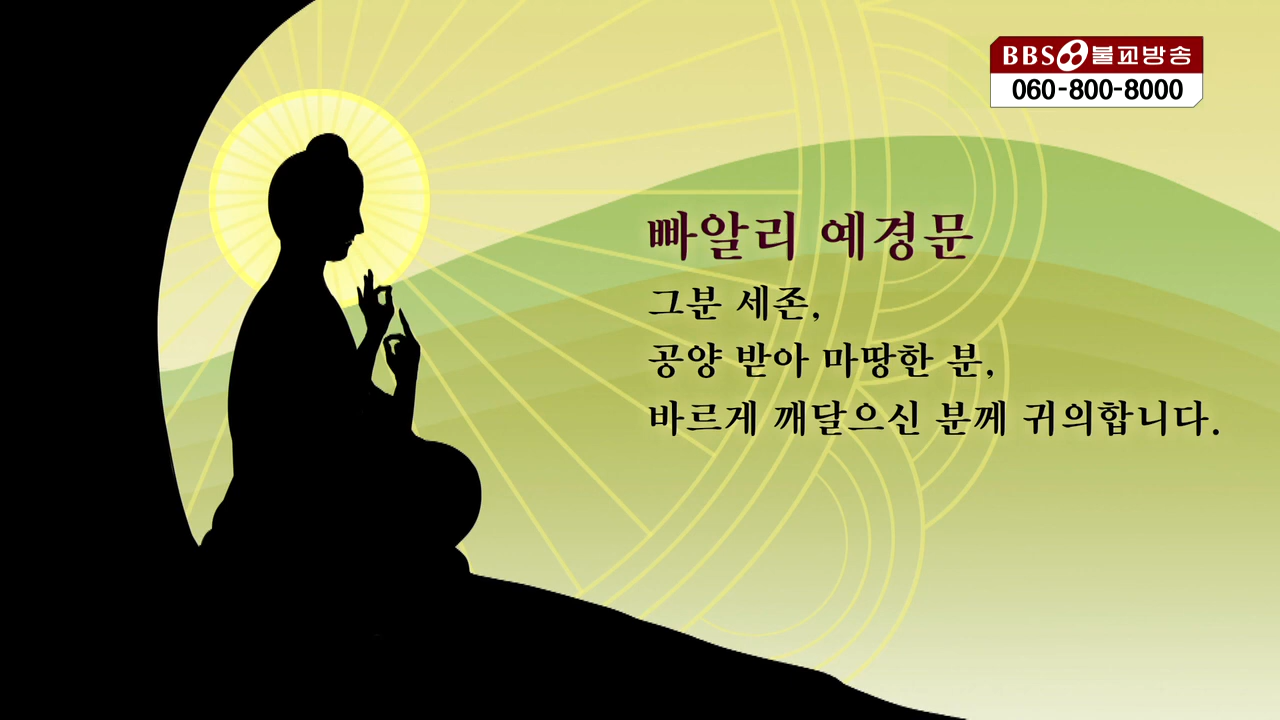 BBS 불교방송
060-800-8000
빠알리 예경문
그분 세존,
공양 받아 마땅한 분,
바르게 깨달으신 분께 귀의합니다.